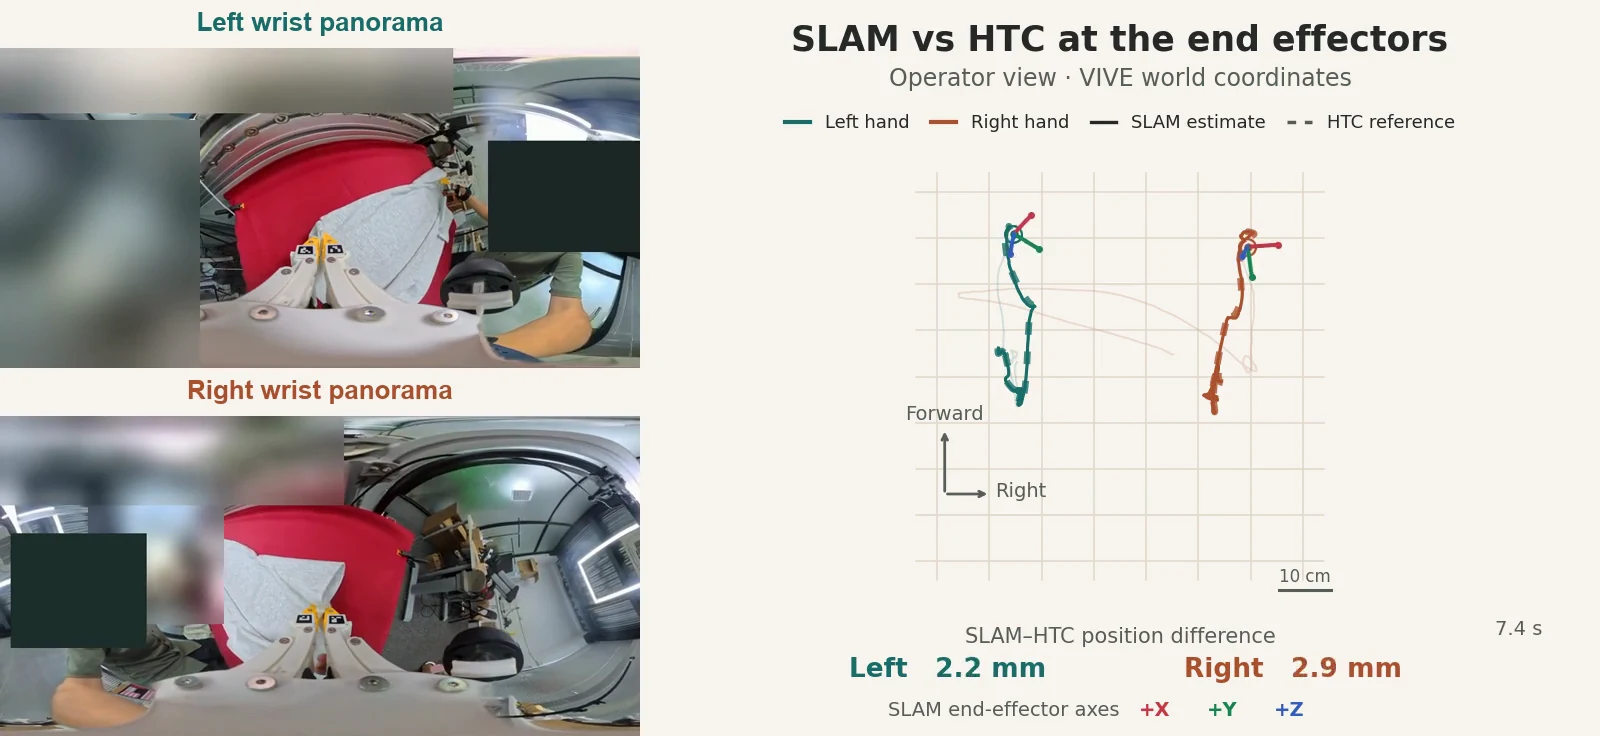 Left wrist panorama
Right wrist panorama
SLAM vs HTC at the end effectors
Operator view · VIVE world coordinates
Left hand
Right hand
SLAM estimate
HTC reference
Forward
Right
10 cm
7.4 s
SLAM–HTC position difference
Left 2.2 mm
Right 2.9 mm
SLAM end-effector axes +X +Y +Z